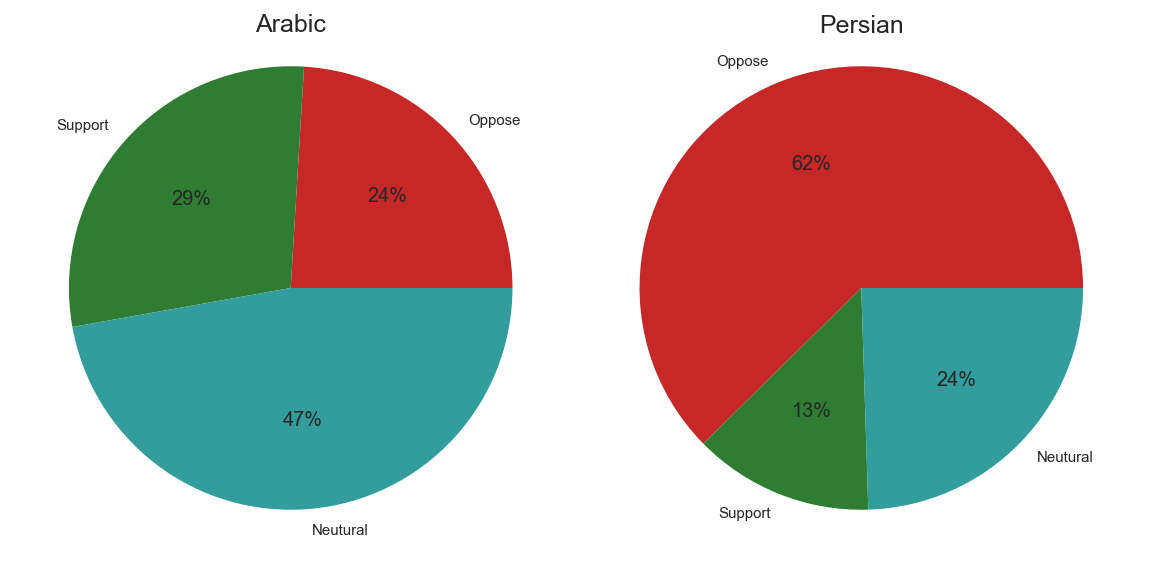 Arabic
Support
Oppose
29%
24%
47%
Neutural
Persian
Oppose
62%
13%
24%
Neutural
Support